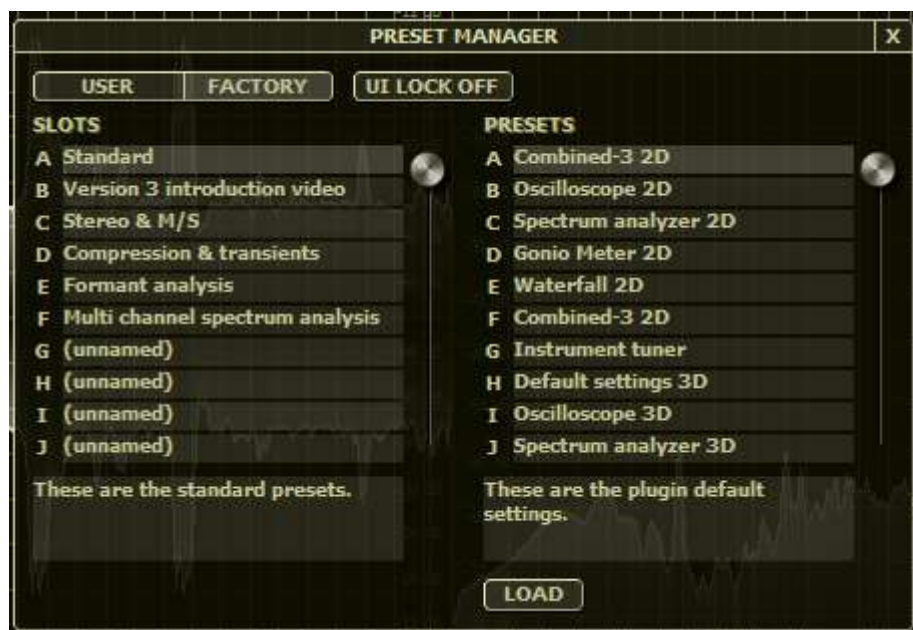 PRESET MANAGER
X
USER
FACTORY
UI LOCK OFF
SLOTS
A Standard
B Version 3 introduction video
C Stereo & M/S
D Compression & transients
E Formant analysis
F Multi channel spectrum analysis
G (unnamed)
H (unnamed)
I (unnamed)
J (unnamed)
These are the standard presets.
PRESETS
A Combined-3 2D
B Oscilloscope 2D
C Spectrum analyzer 2D
D Gonio Meter 2D
E Waterfall 2D
F Combined-3 2D
G Instrument tuner
H Default settings 3D
I Oscilloscope 3D
J Spectrum analyzer 3D
These are the plugin default
settings.
LOAD